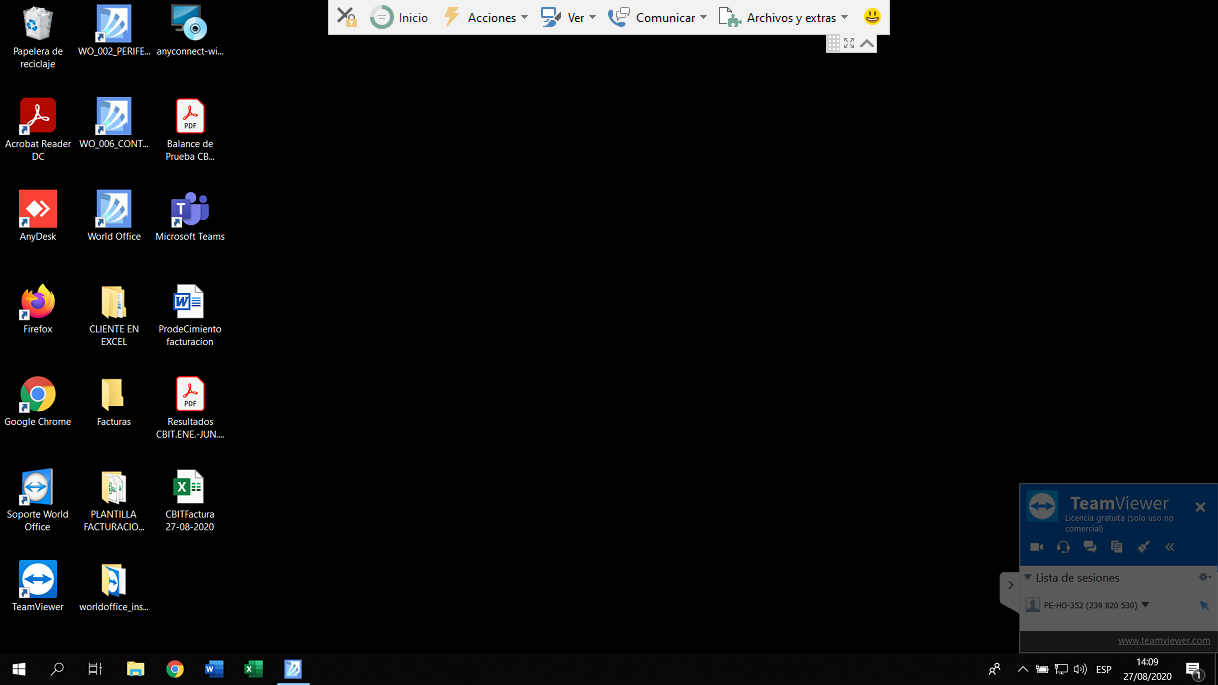 Inicio
Acciones
Ver
Comunicar
Archivos y extras
Papelera de
reciclaje
WO_002_PERIFE...
anyconnect-wi...
Acrobat Reader
DC
WO_006_CONT...
Balance de
Prueba CB...
PDF
AnyDesk
World Office
Microsoft Teams
Firefox
CLIENTE EN
EXCEL
ProdeCimiento
facturacion
Google Chrome
Facturas
PDF
Resultados
CBIT.ENE.-JUN....
Soporte World
Office
PLANTILLA
FACTURACIO...
CBITFactura
27-08-2020
TeamViewer
worldoffice_ins...
TeamViewer
Licencia gratuita (solo uso no
comercial)
Lista de sesiones
PE-HO-352 (239 820 530)
www.teamviewer.com
ESP
14:09
27/08/2020
1